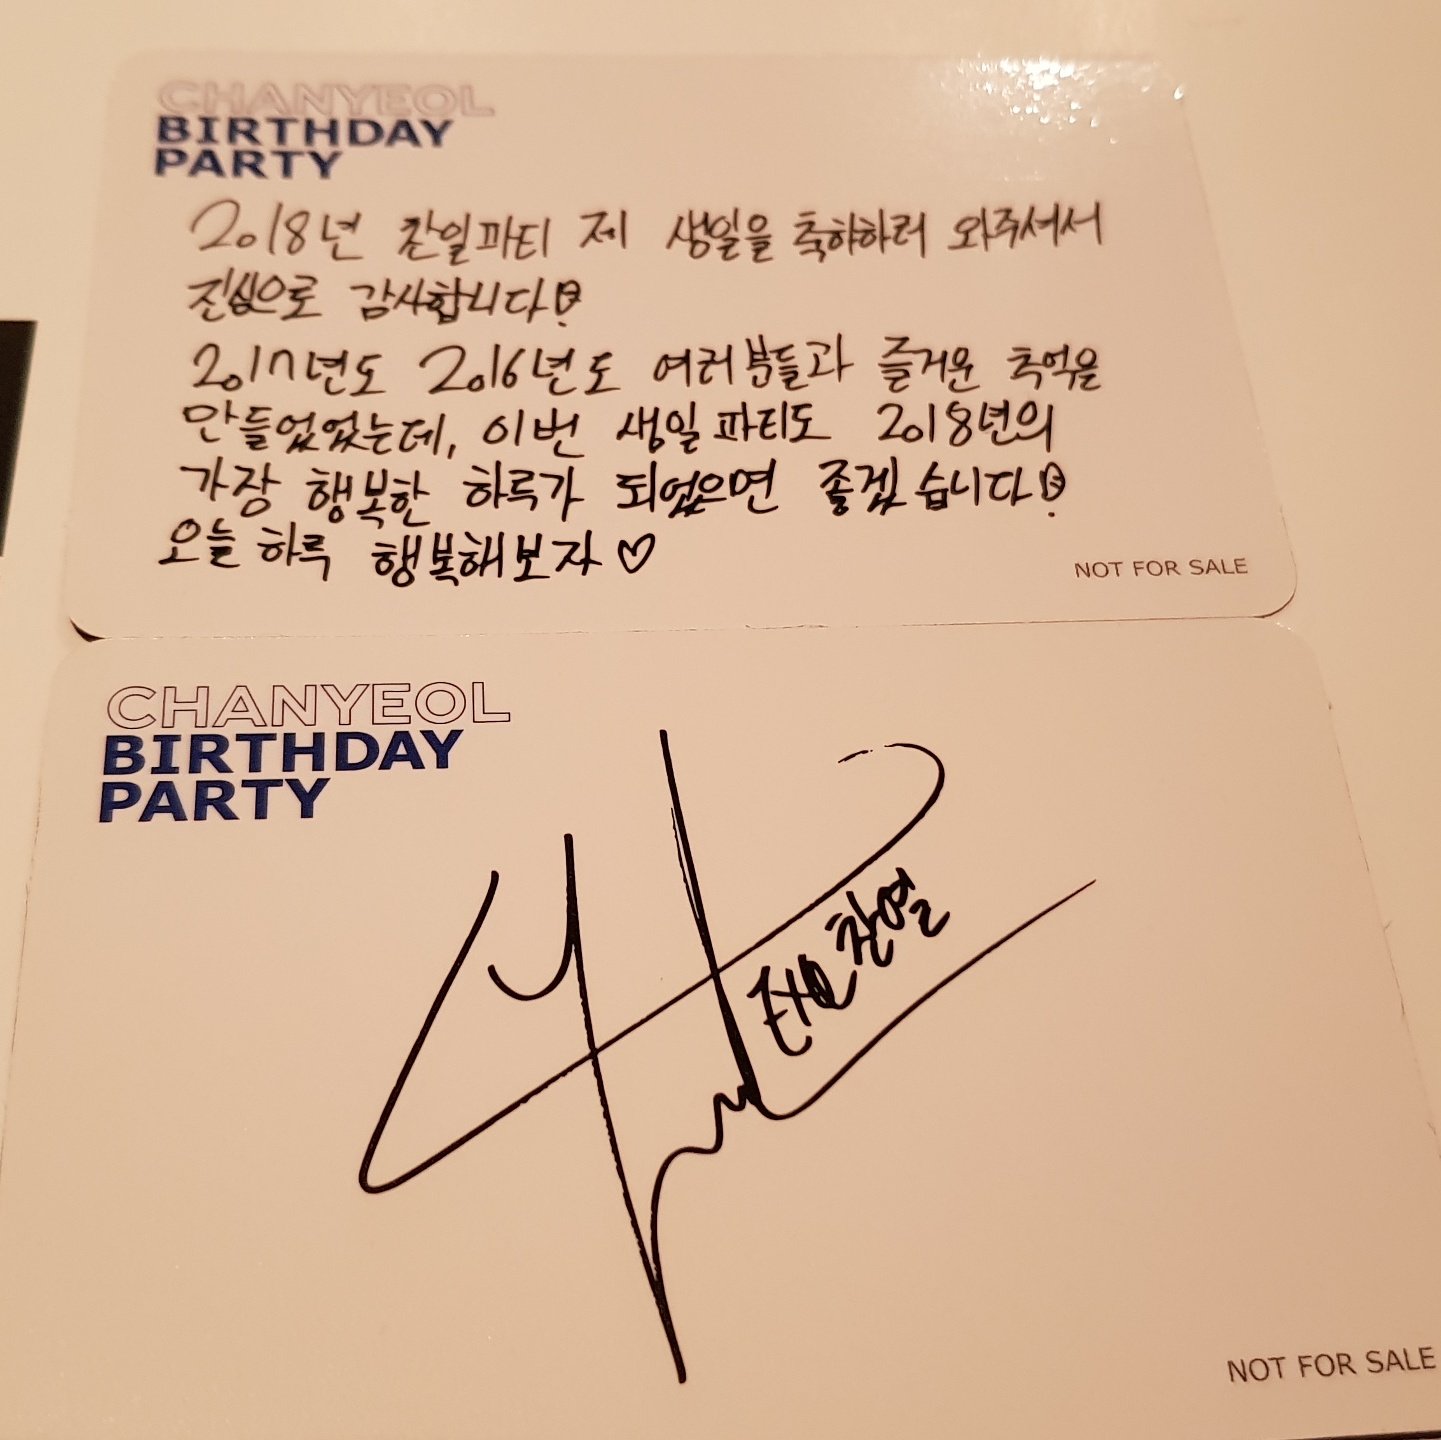 CHANYEOL
BIRTHDAY
PARTY
2018년 찬일파티 제 생일을 축하하러 와주셔서
진심으로 감사합니다!
2017년도 2016년도 여러분들과 즐거운 추억을
만들었었는데, 이번 생일파티도 2018년의
가장 행복한 하루가 되었으면 좋겠습니다!
오늘 하루 행복해보자♡
NOT FOR SALE
CHANYEOL
BIRTHDAY
PARTY
EXO 찬열
NOT FOR SALE